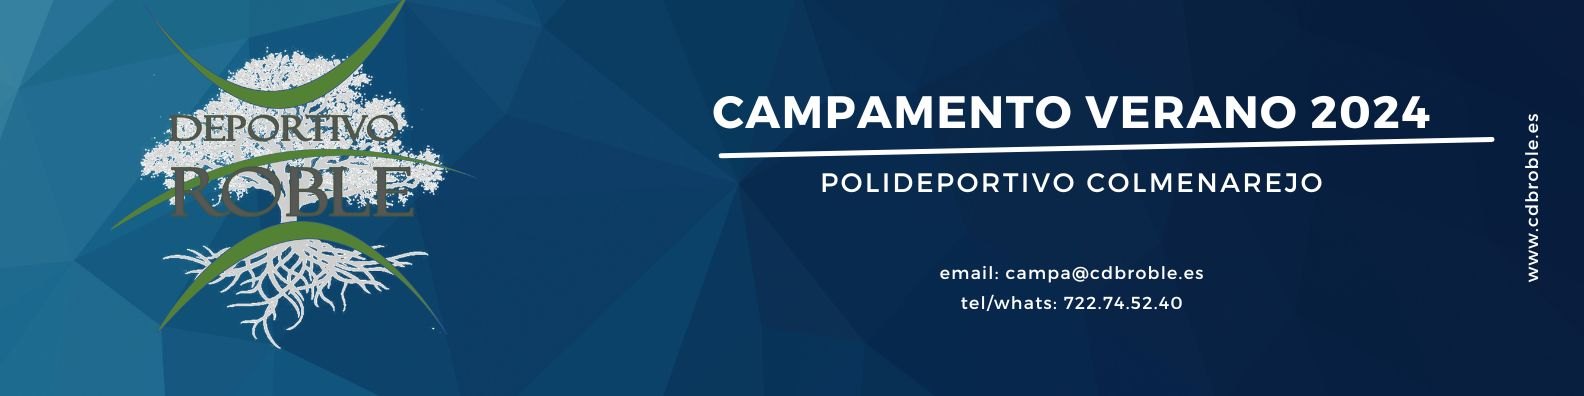 DEPORTIVO
ROBLE
CAMPAMENTO VERANO 2024
POLIDEPORTIVO COLMENAREJO
email: campa@cdbroble.es
tel/whats: 722.74.52.40
www.cdbroble.es